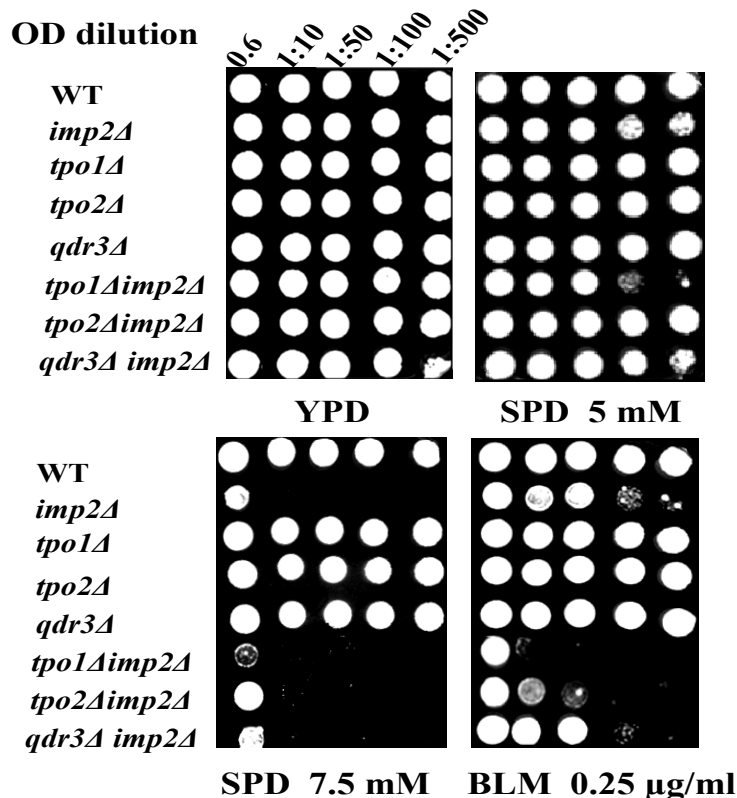 OD dilution 0.6 1:10 1:50 1:100 1:500
WT
imp2Δ
tpo1Δ
tpo2Δ
qdr3Δ
tpo1Δimp2Δ
tpo2Δimp2Δ
qdr3Δ imp2Δ
YPD SPD 5 mM
WT
imp2Δ
tpo1Δ
tpo2Δ
qdr3Δ
tpo1Δimp2Δ
tpo2Δimp2Δ
qdr3Δ imp2Δ
SPD 7.5 mM BLM 0.25 µg/ml